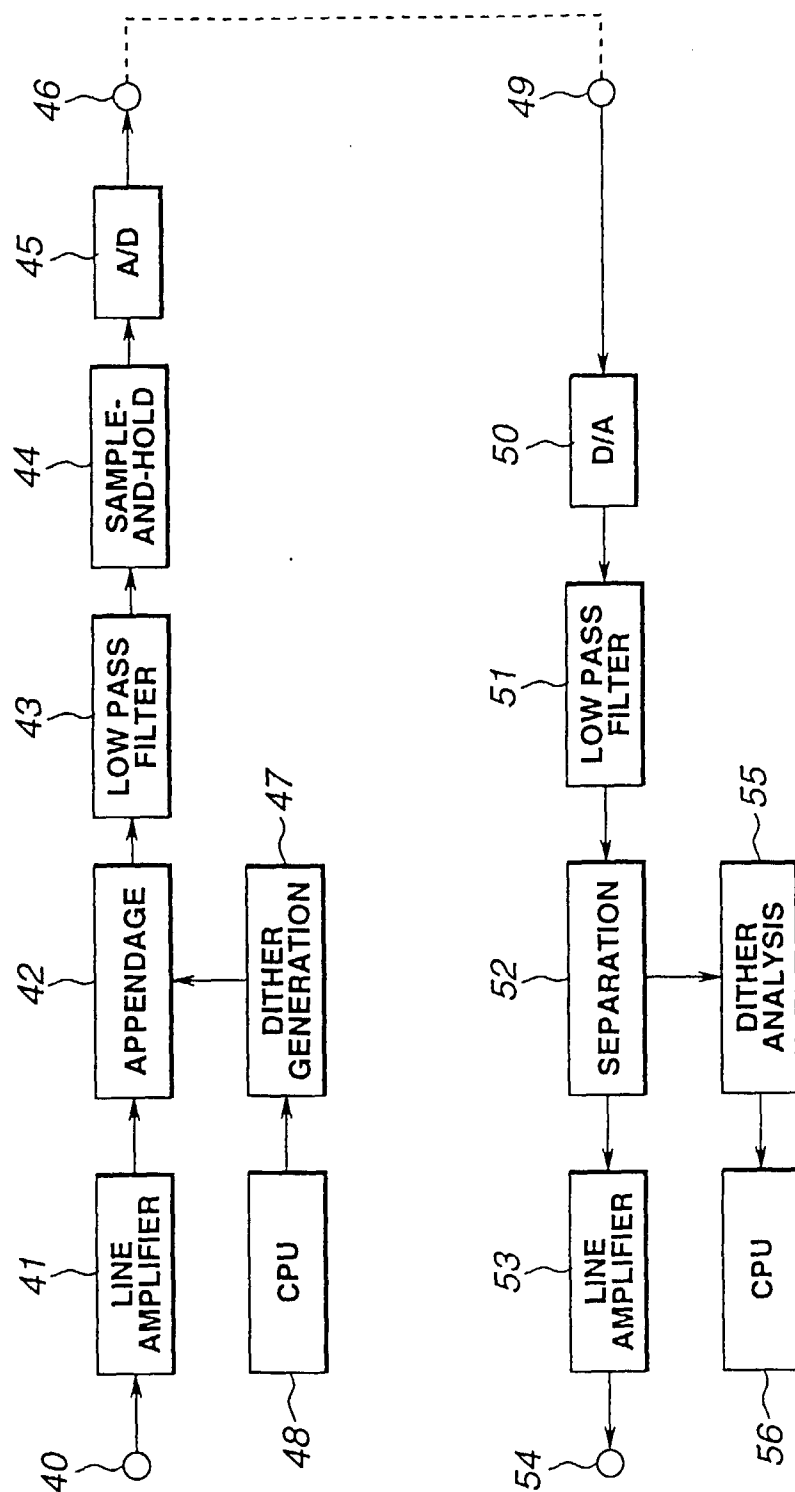 40
41
LINE
AMPLIFIER
42
APPENDAGE
43
LOW PASS
FILTER
44
SAMPLE-
AND-HOLD
45
A/D
46
48
CPU
47
DITHER
GENERATION
49
50
D/A
51
LOW PASS
FILTER
52
SEPARATION
53
LINE
AMPLIFIER
54
55
DITHER
ANALYSIS
56
CPU